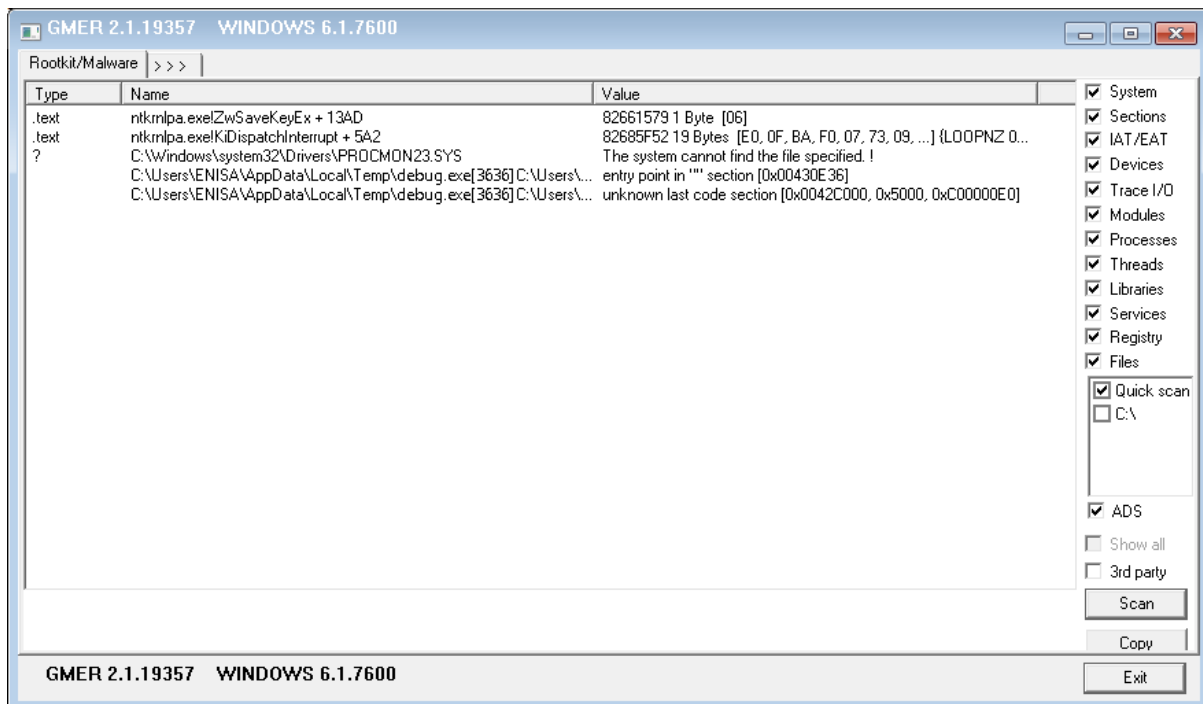 GMER 2.1.19357 WINDOWS 6.1.7600
Rootkit/Malware > > >
Type Name Value
.text ntkrnlpa.exe!ZwSaveKeyEx + 13AD 82661579 1 Byte [06]
.text ntkrnlpa.exe!KiDispatchInterrupt + 5A2 82685F52 19 Bytes [E0, 0F, BA, F0, 07, 73, 09, ...] {LOOPNZ 0...
? C:\Windows\system32\Drivers\PROCMON23.SYS The system cannot find the file specified. !
C:\Users\ENISA\AppData\Local\Temp\debug.exe[3636] C:\Users\... entry point in "" section [0x00430E36]
C:\Users\ENISA\AppData\Local\Temp\debug.exe[3636] C:\Users\... unknown last code section [0x0042C000, 0x5000, 0xC00000E0]
System
Sections
IAT/EAT
Devices
Trace I/O
Modules
Processes
Threads
Libraries
Services
Registry
Files
Quick scan
C:\
ADS
Show all
3rd party
Scan
Copy
GMER 2.1.19357 WINDOWS 6.1.7600
Exit